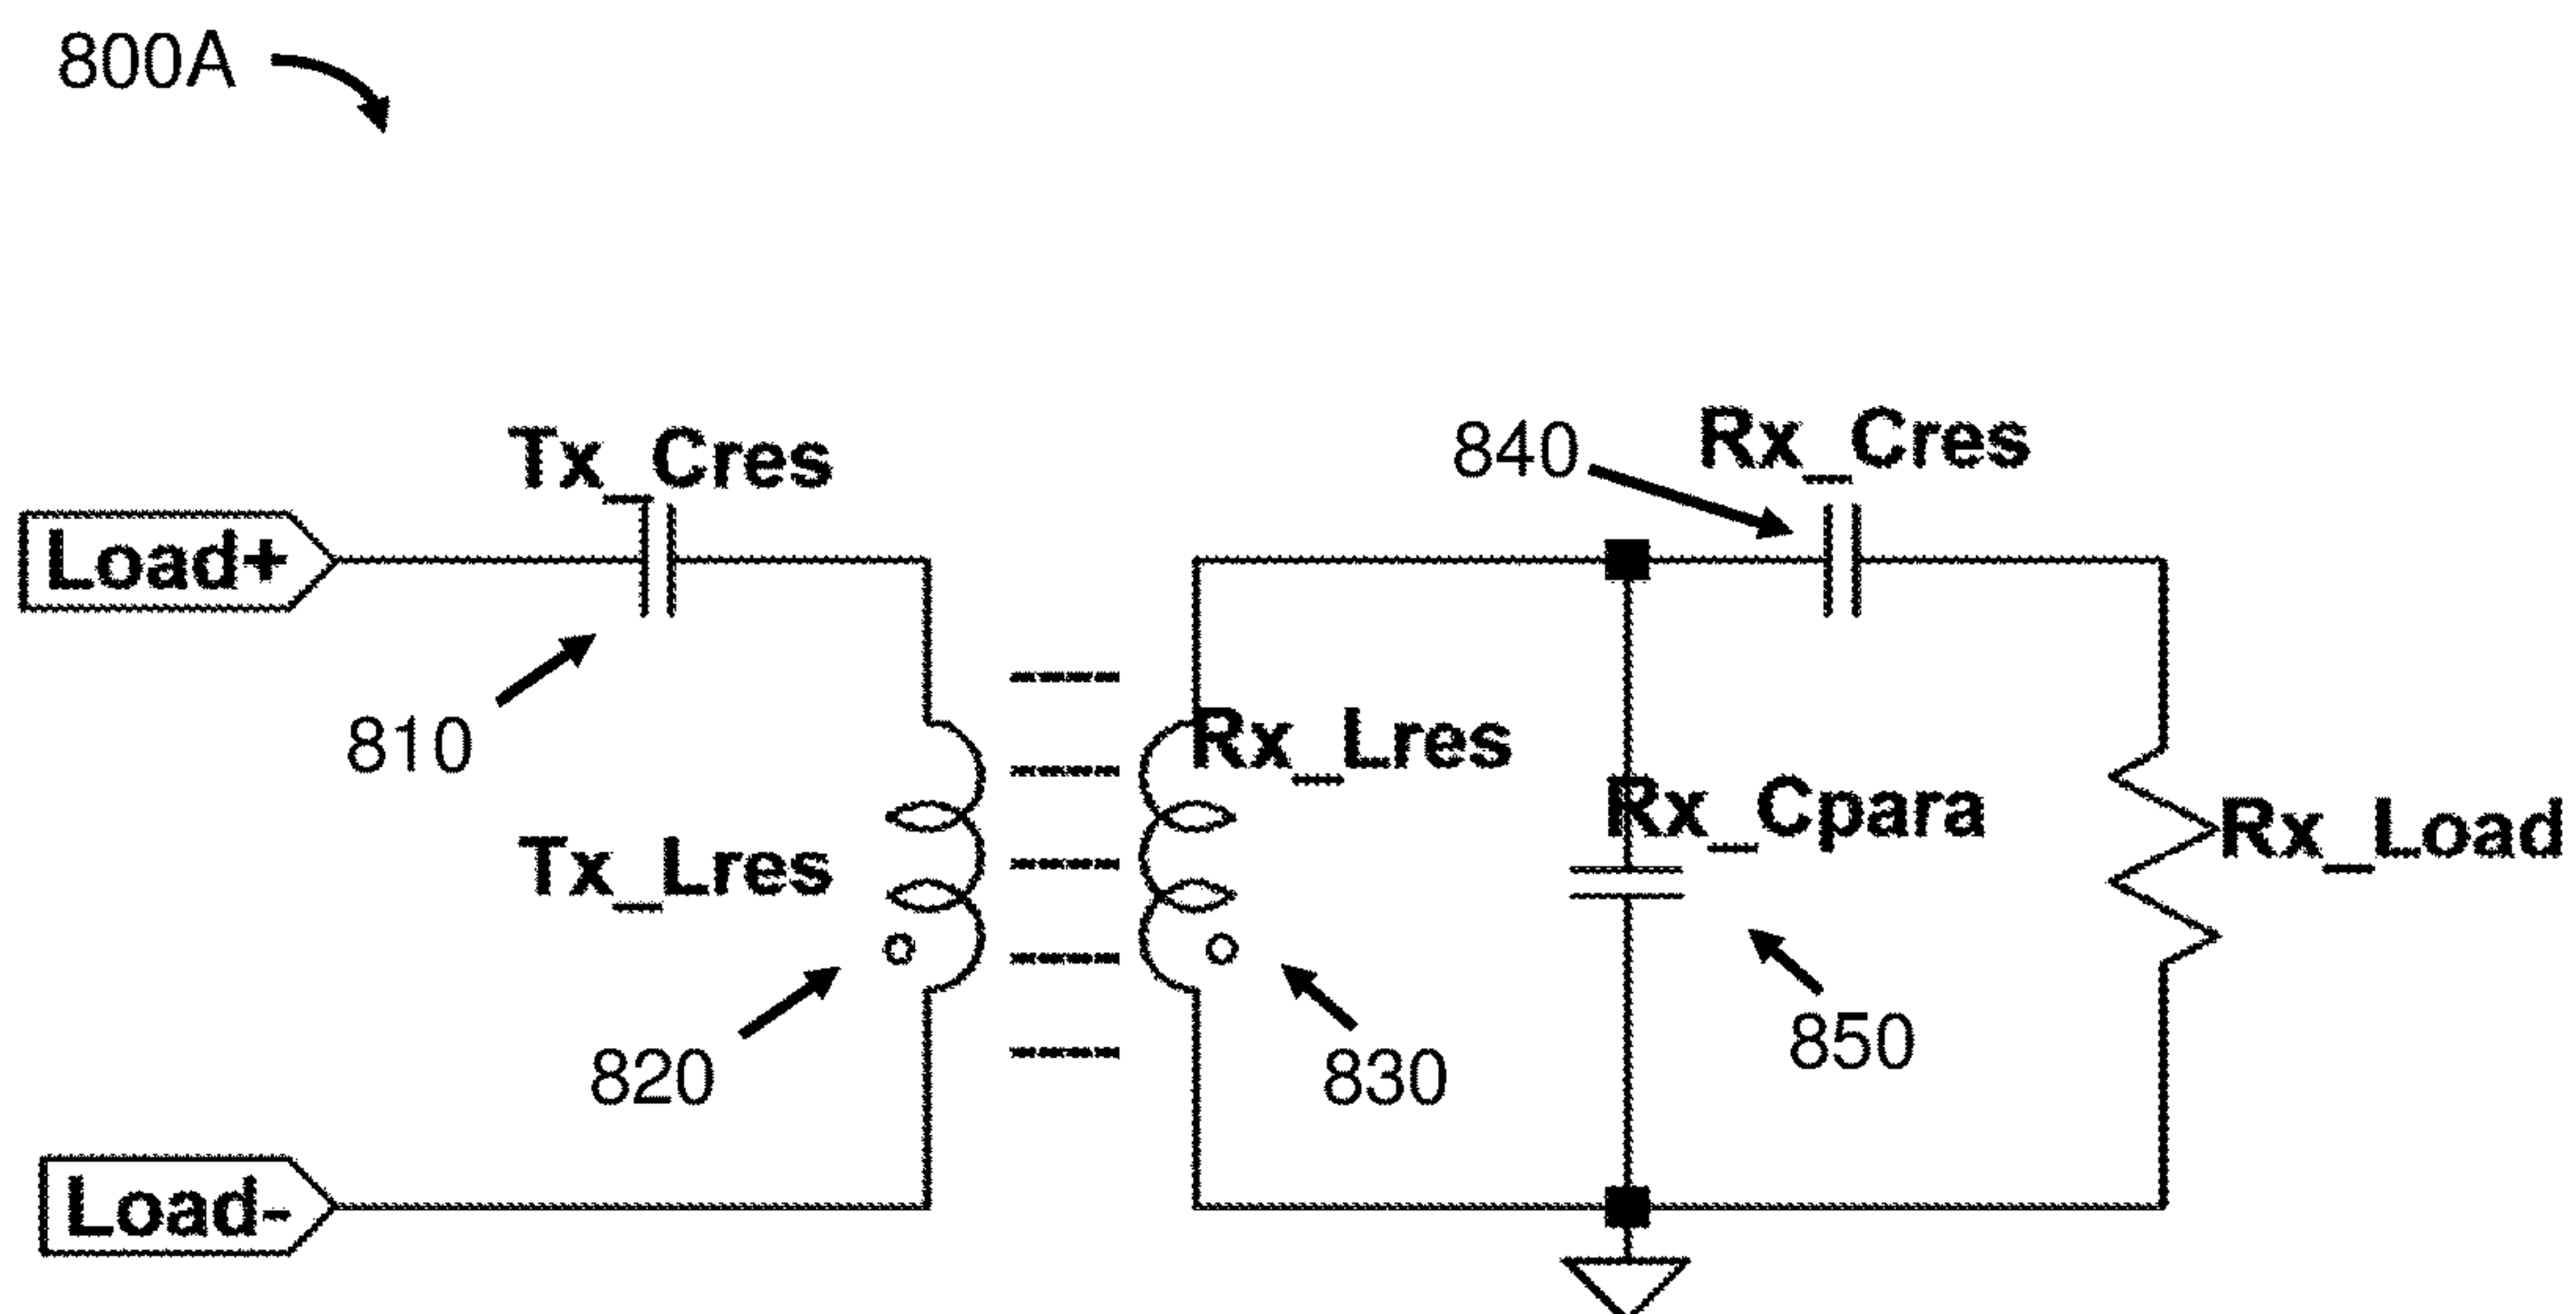 800A
Tx_Cres
840
Rx_Cres
Load+
810
Rx_Lres
Rx_Cpara
Tx_Lres
Rx_Load
820
830
850
Load-